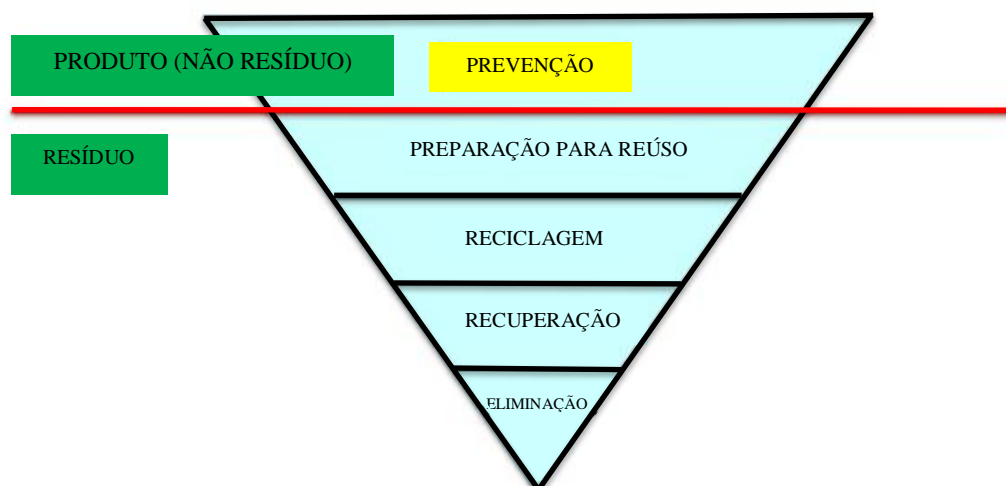 PRODUTO (NÃO RESÍDUO)
PREVENÇÃO
RESÍDUO
PREPARAÇÃO PARA REÚSO
RECICLAGEM
RECUPERAÇÃO
ELIMINAÇÃO